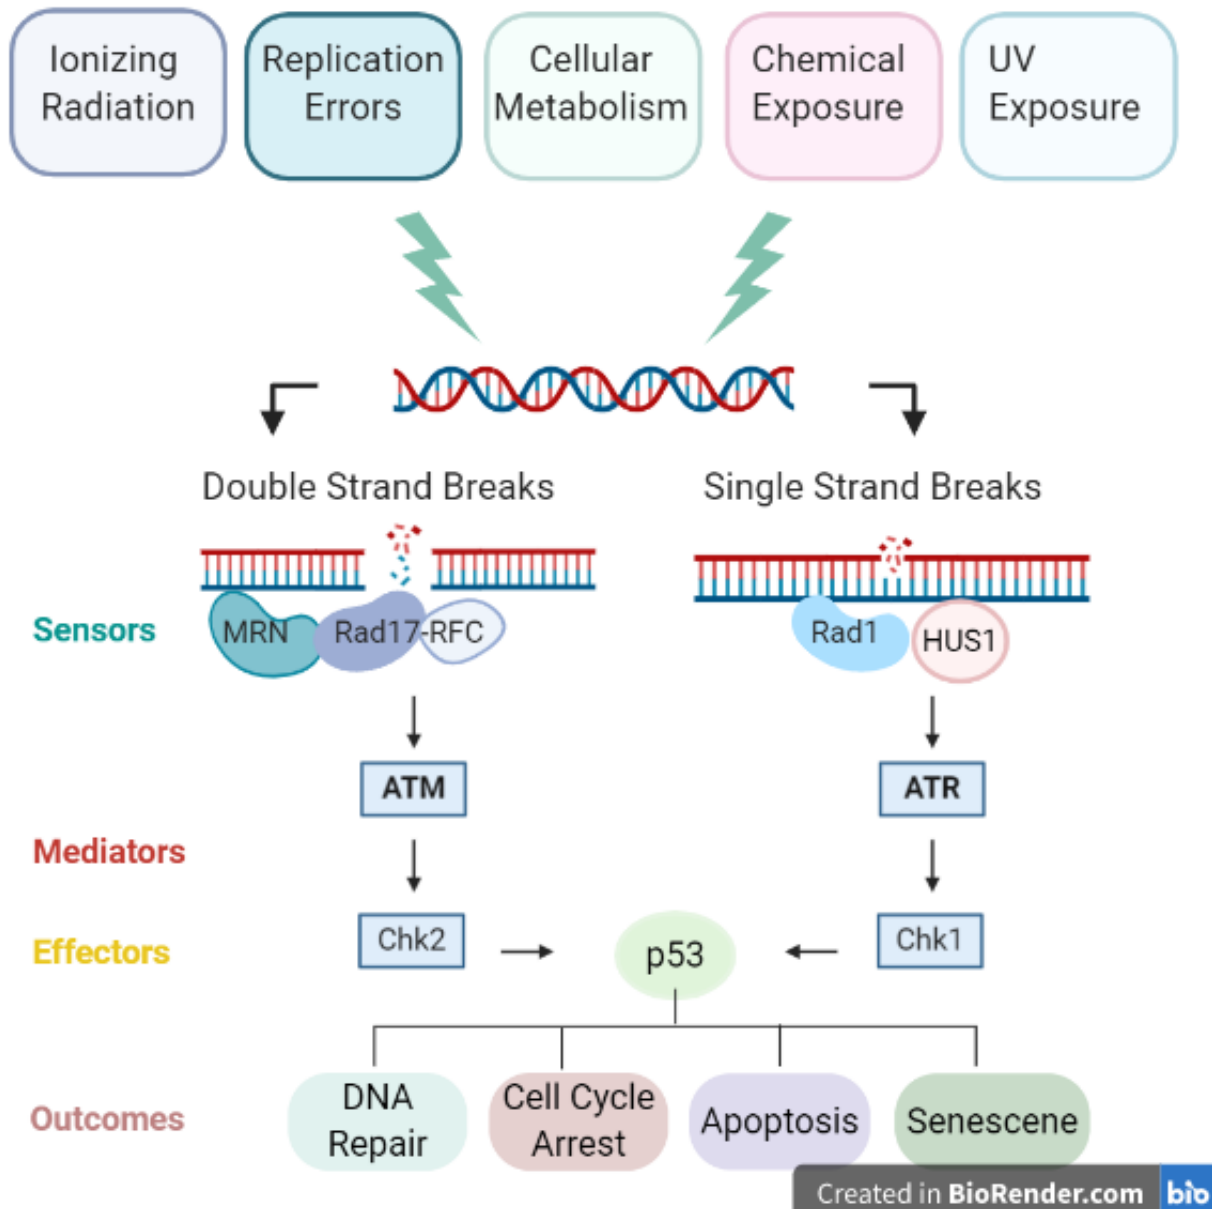 Ionizing
Radiation
Replication
Errors
Cellular
Metabolism
Chemical
Exposure
UV
Exposure
Double Strand Breaks
Single Strand Breaks
Sensors
MRN
Rad17-RFC
Rad1
HUS1
ATM
ATR
Mediators
Effectors
Chk2
p53
Chk1
Outcomes
DNA
Repair
Cell Cycle
Arrest
Apoptosis
Senescene
Created in BioRender.com bio